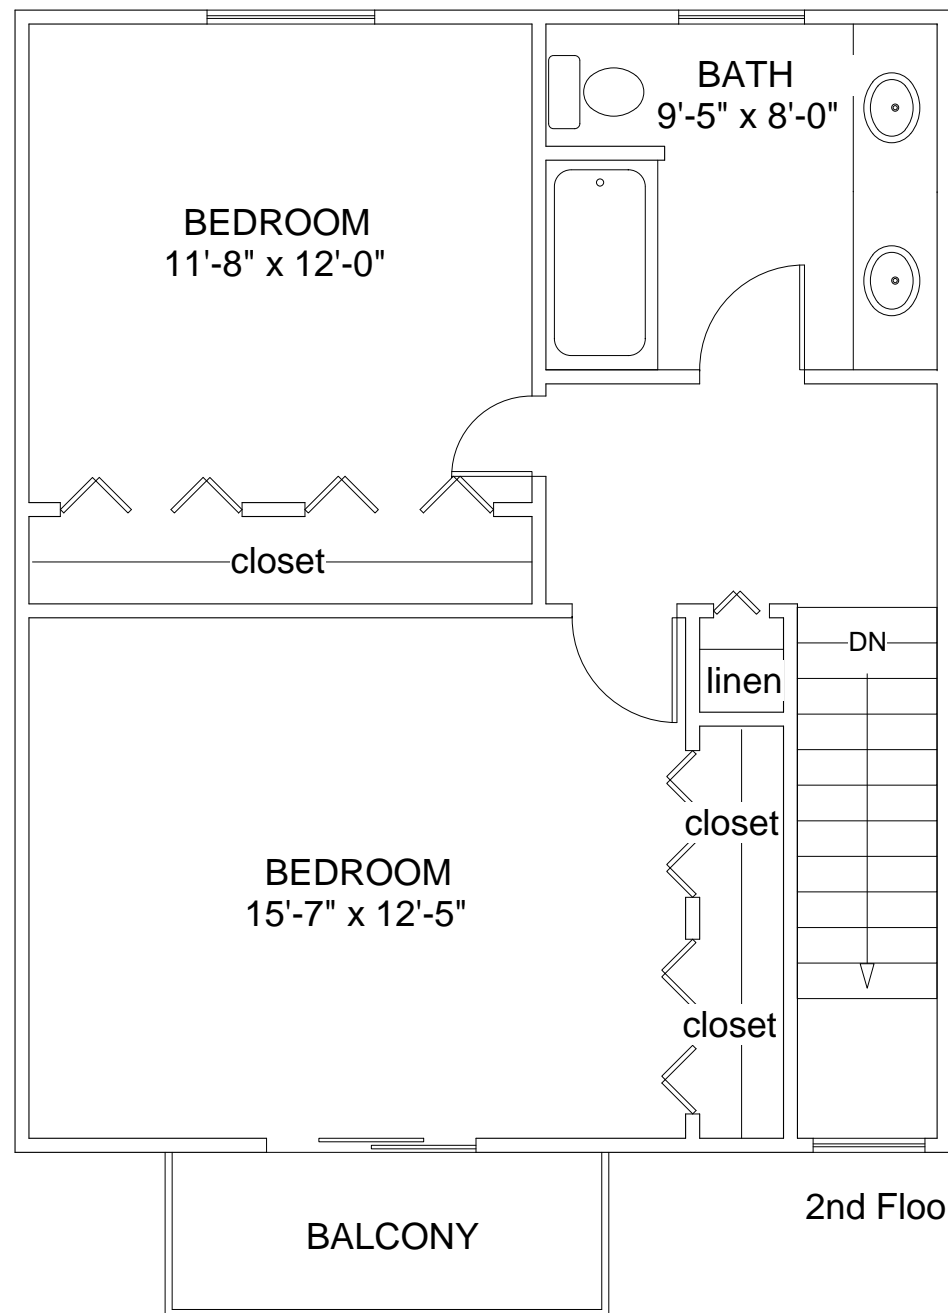 BATH
9'-5" x 8'-0"
BEDROOM
11'-8" x 12'-0"
closet
DN
linen
closet
BEDROOM
15'-7" x 12'-5"
closet
2nd Floo
BALCONY